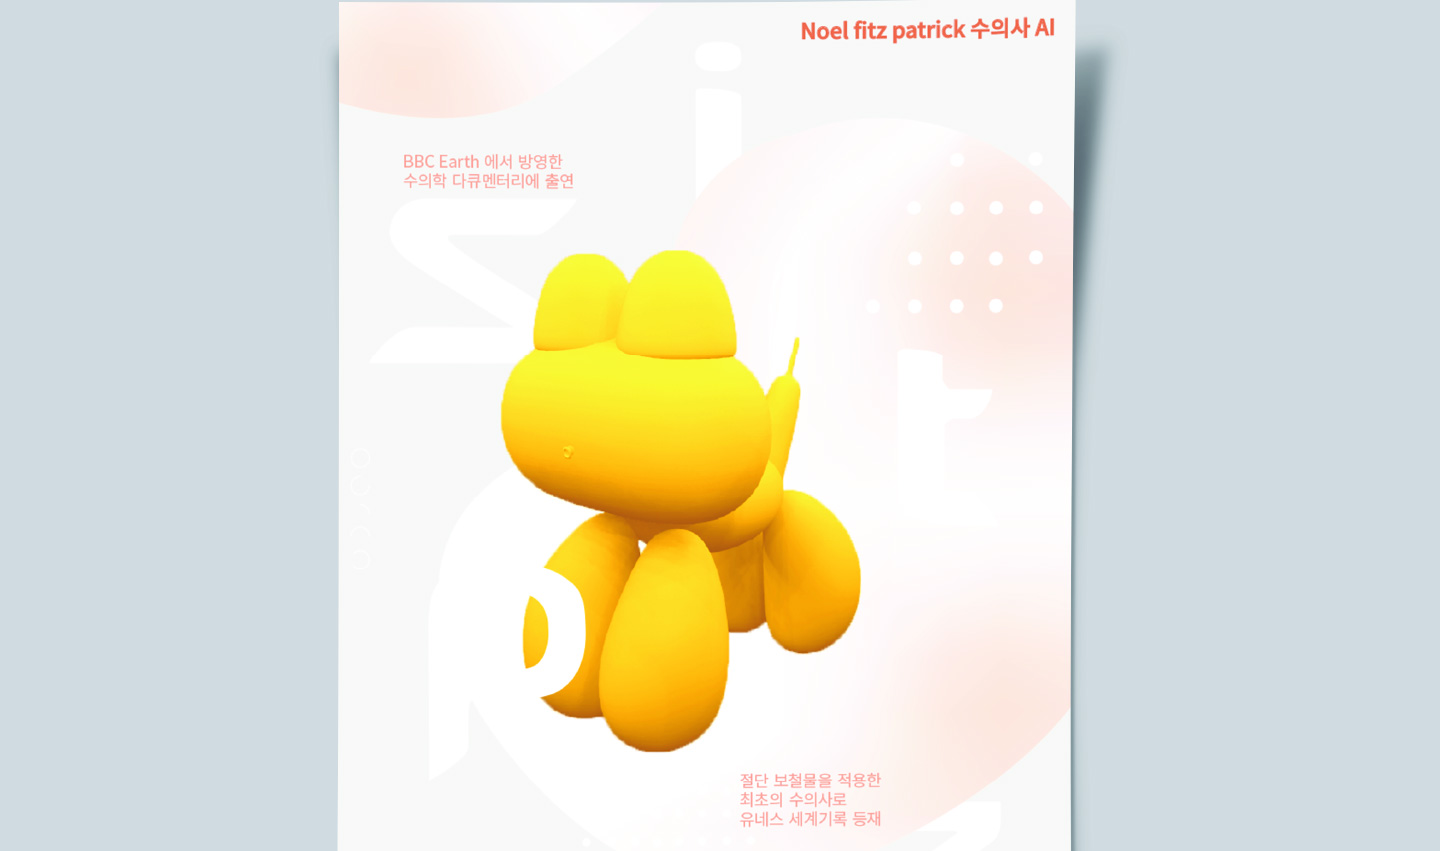 Noel fitz patrick 수의사 AI
BBC Earth 에서 방영한
수의학 다큐멘터리에 출연
절단 보철물을 적용한
최초의 수의사로
유네스 세계기록 등재